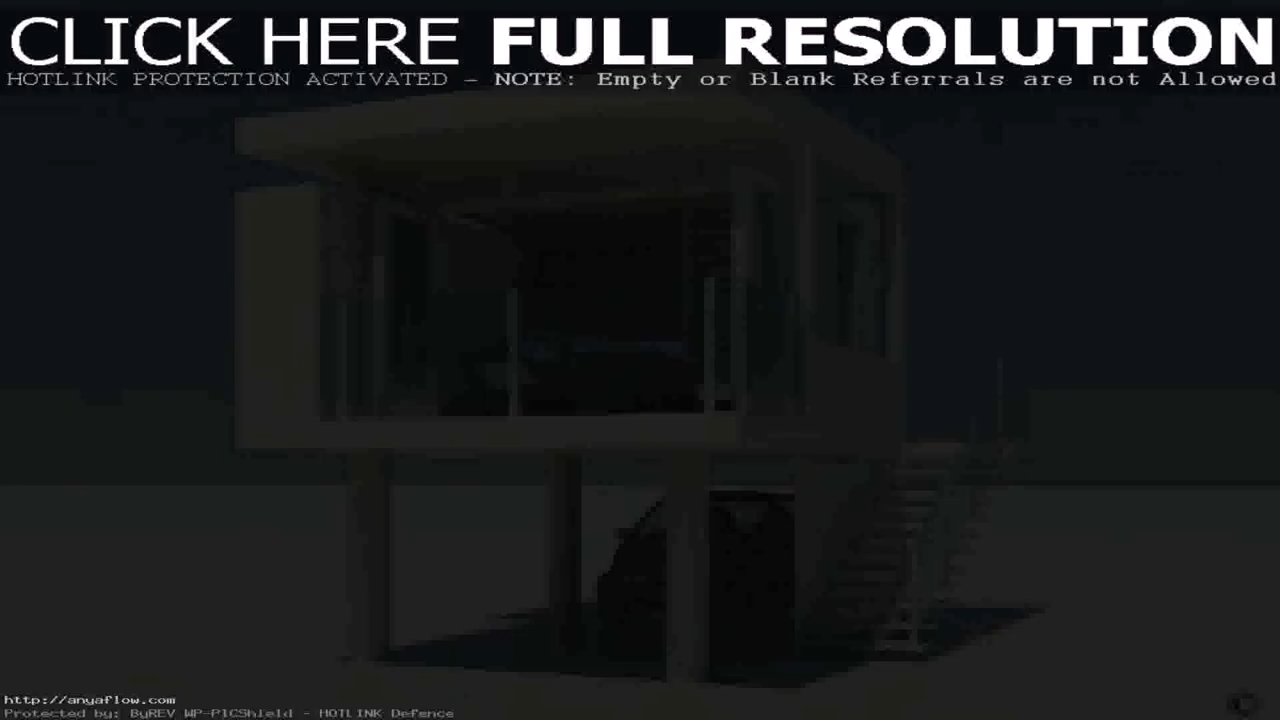 CLICK HERE FULL RESOLUTION
HOTLINK PROTECTION ACTIVATED - NOTE: Empty or Blank Referrals are not Allowed
http://anyaflow.com
Protected by: ByREV WP-PICShield - HOTLINK Defence